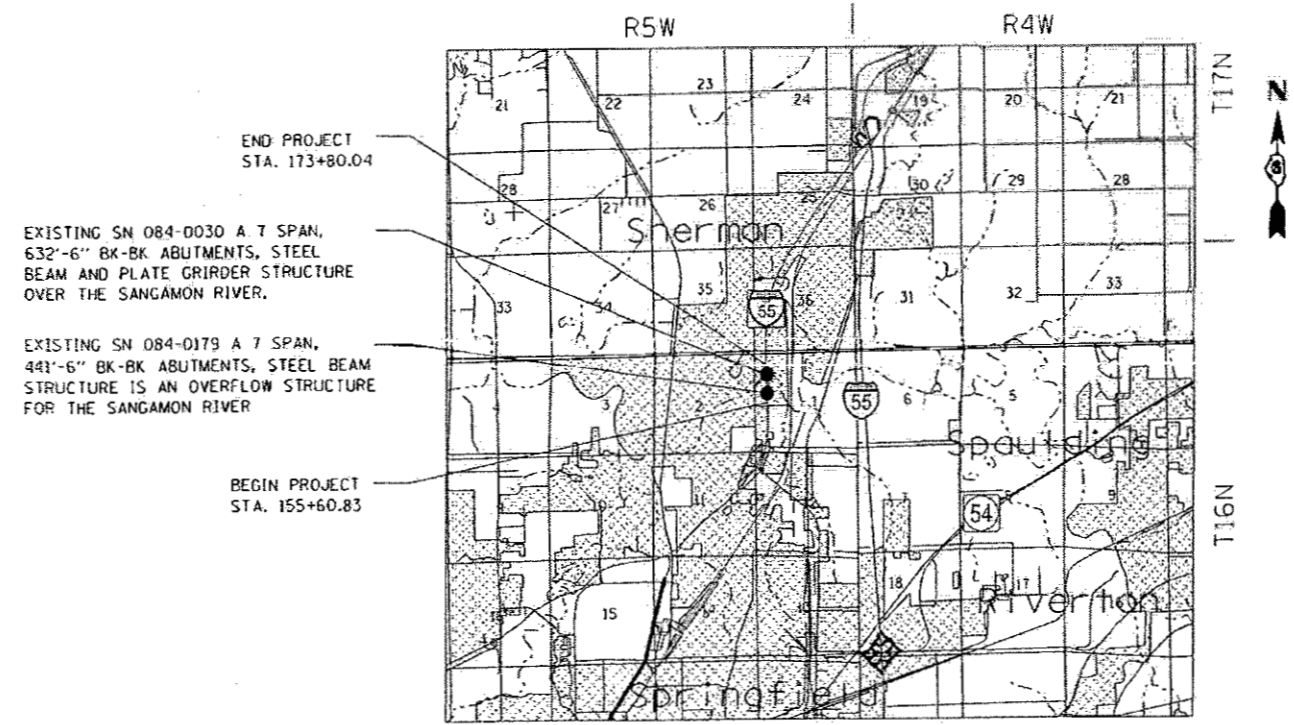 R5W
R4W
T17N
N
23
24
19
20
21
21
22
END PROJECT
STA. 173+80.04
28
25
30
29
28
27
26
Sherman
EXISTING SN 084-0030 A 7 SPAN,
632'-6" BK-BK ABUTMENTS, STEEL
BEAM AND PLATE GRIRDER STRUCTURE
OVER THE SANGAMON RIVER.
35
36
31
32
33
33
34
55
EXISTING SN 084-0179 A 7 SPAN,
441'-6" BK-BK ABUTMENTS, STEEL BEAM
STRUCTURE IS AN OVERFLOW STRUCTURE
FOR THE SANGAMON RIVER
3
2
1
55
6
5
Spaulding
BEGIN PROJECT
STA. 155+60.83
11
7
9
54
T16N
15
18
17
Riverton
Springfield